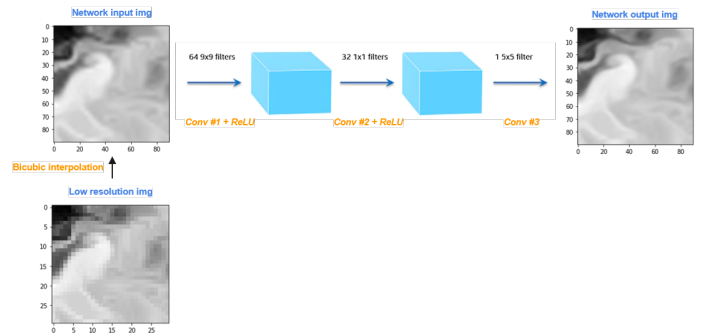 Network input img
Network output img
0
10
20
30
40
50
60
70
80
0 20 40 60 80
64 9x9 filters
32 1x1 filters
1 5x5 filter
Conv #1 + ReLU
Conv #2 + ReLU
Conv #3
0
10
20
30
40
50
60
70
80
0 20 40 60 80
Bicubic interpolation
Low resolution img
0
5
10
15
20
25
0 5 10 15 20 25